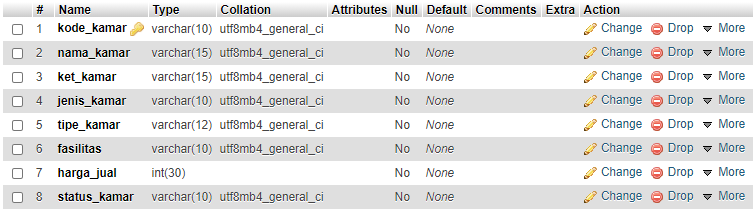 # Name Type Collation Attributes Null Default Comments Extra Action
1 kode_kamar varchar(10) utf8mb4_general_ci No None Change Drop More
2 nama_kamar varchar(15) utf8mb4_general_ci No None Change Drop More
3 ket_kamar varchar(15) utf8mb4_general_ci No None Change Drop More
4 jenis_kamar varchar(10) utf8mb4_general_ci No None Change Drop More
5 tipe_kamar varchar(12) utf8mb4_general_ci No None Change Drop More
6 fasilitas varchar(10) utf8mb4_general_ci No None Change Drop More
7 harga_jual int(30) No None Change Drop More
8 status_kamar varchar(10) utf8mb4_general_ci No None Change Drop More